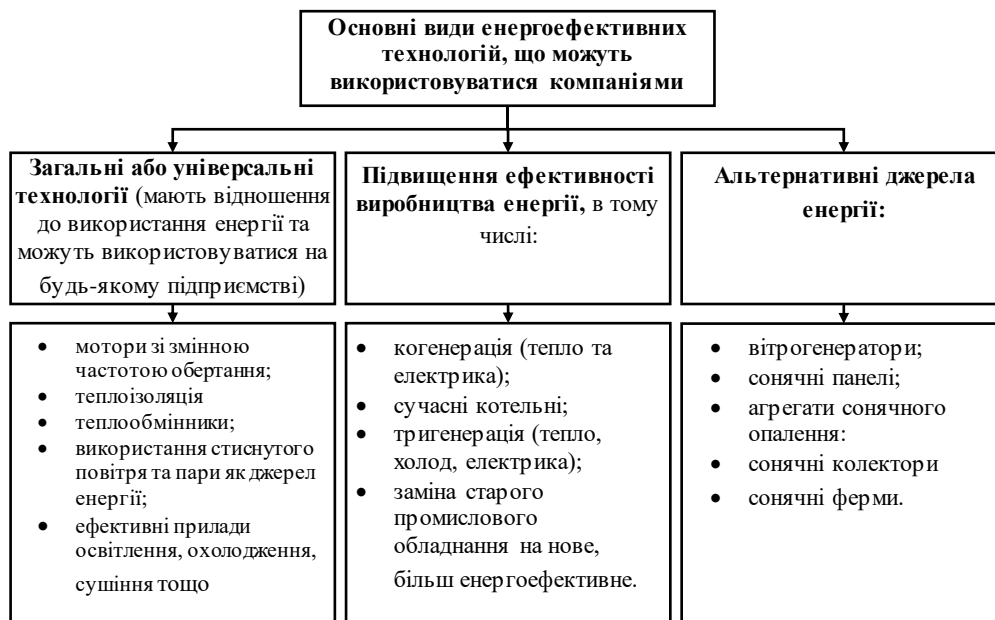 Основні види енергоефективних
технологій, що можуть
використовуватися компаніями
Загальні або універсальні
технології (мають відношення
до використання енергії та
можуть використовуватися на
будь-якому підприємстві)
• мотори зі змінною
частотою обертання;
• теплоізоляція
• теплообмінники;
• використання стиснутого
повітря та пари як джерел
енергії;
• ефективні прилади
освітлення, охолодження,
сушіння тощо
Підвищення ефективності
виробництва енергії, в тому
числі:
• когенерація (тепло та
електрика);
• сучасні котельні;
• тригенерація (тепло,
холод, електрика);
• заміна старого
промислового
обладнання на нове,
більш енергоефективне.
Альтернативні джерела
енергії:
• вітрогенератори;
• сонячні панелі;
• агрегати сонячного
опалення:
• сонячні колектори
• сонячні ферми.